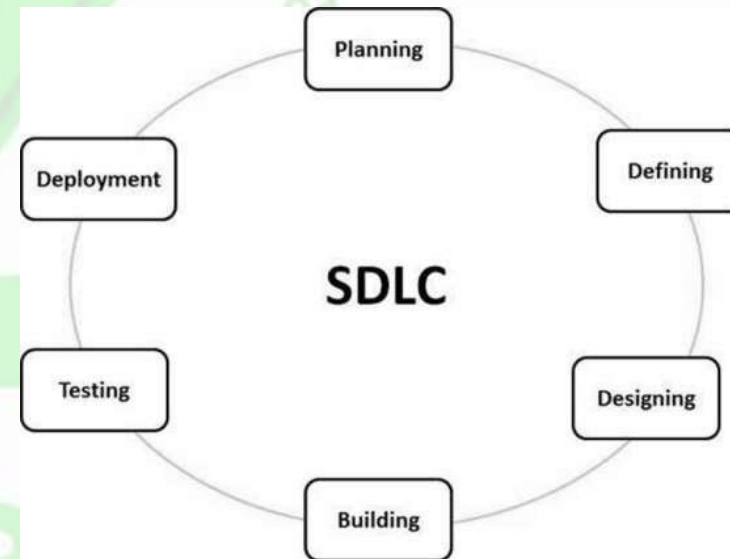 Planning
Defining
Designing
Building
Testing
Deployment
SDLC